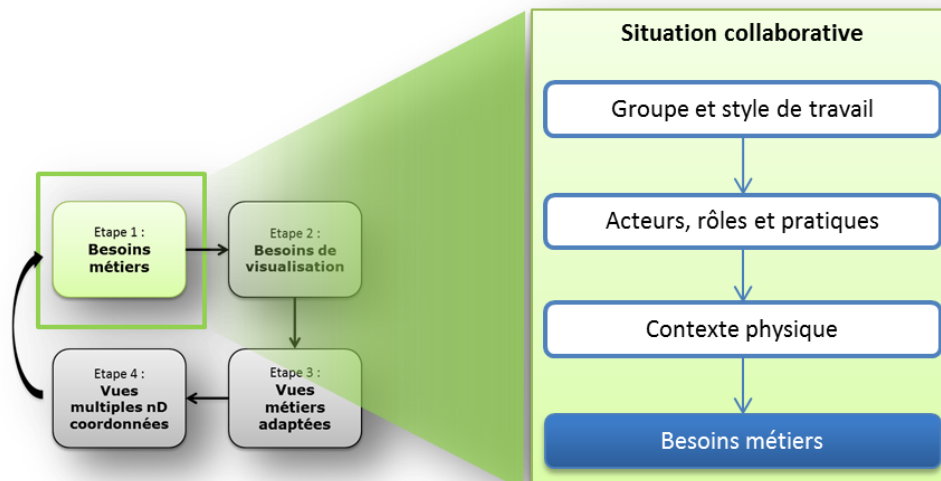 Situation collaborative
Groupe et style de travail
Acteurs, rôles et pratiques
Contexte physique
Besoins métiers
Etape 1 :
Besoins
métiers
Etape 2 :
Besoins de
visualisation
Etape 3 :
Vues
métiers
adaptées
Etape 4 :
Vues
multiples nD
coordonnées